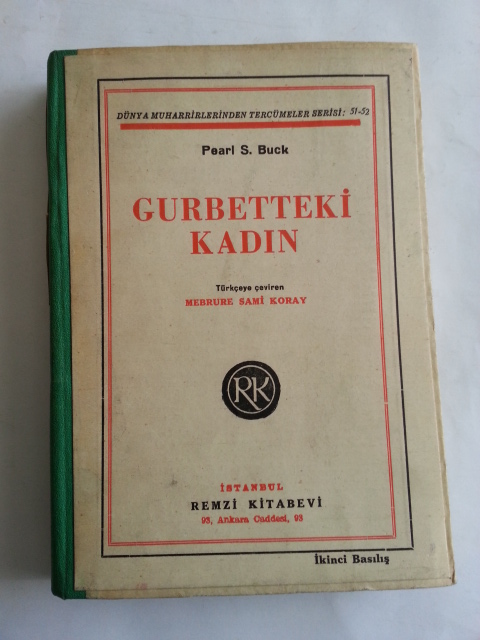 DÜNYA MUHARRİRLERİNDEN TERCÜMELER SERİSİ: 51-52
Pearl S. Buck
GURBETTEKİ
KADIN
Türkçeye çeviren
MEBRURE SAMİ KORAY
RK
İSTANBUL
REMZİ KİTABEVİ
93, Ankara Caddesi, 93
İkinci Basılış